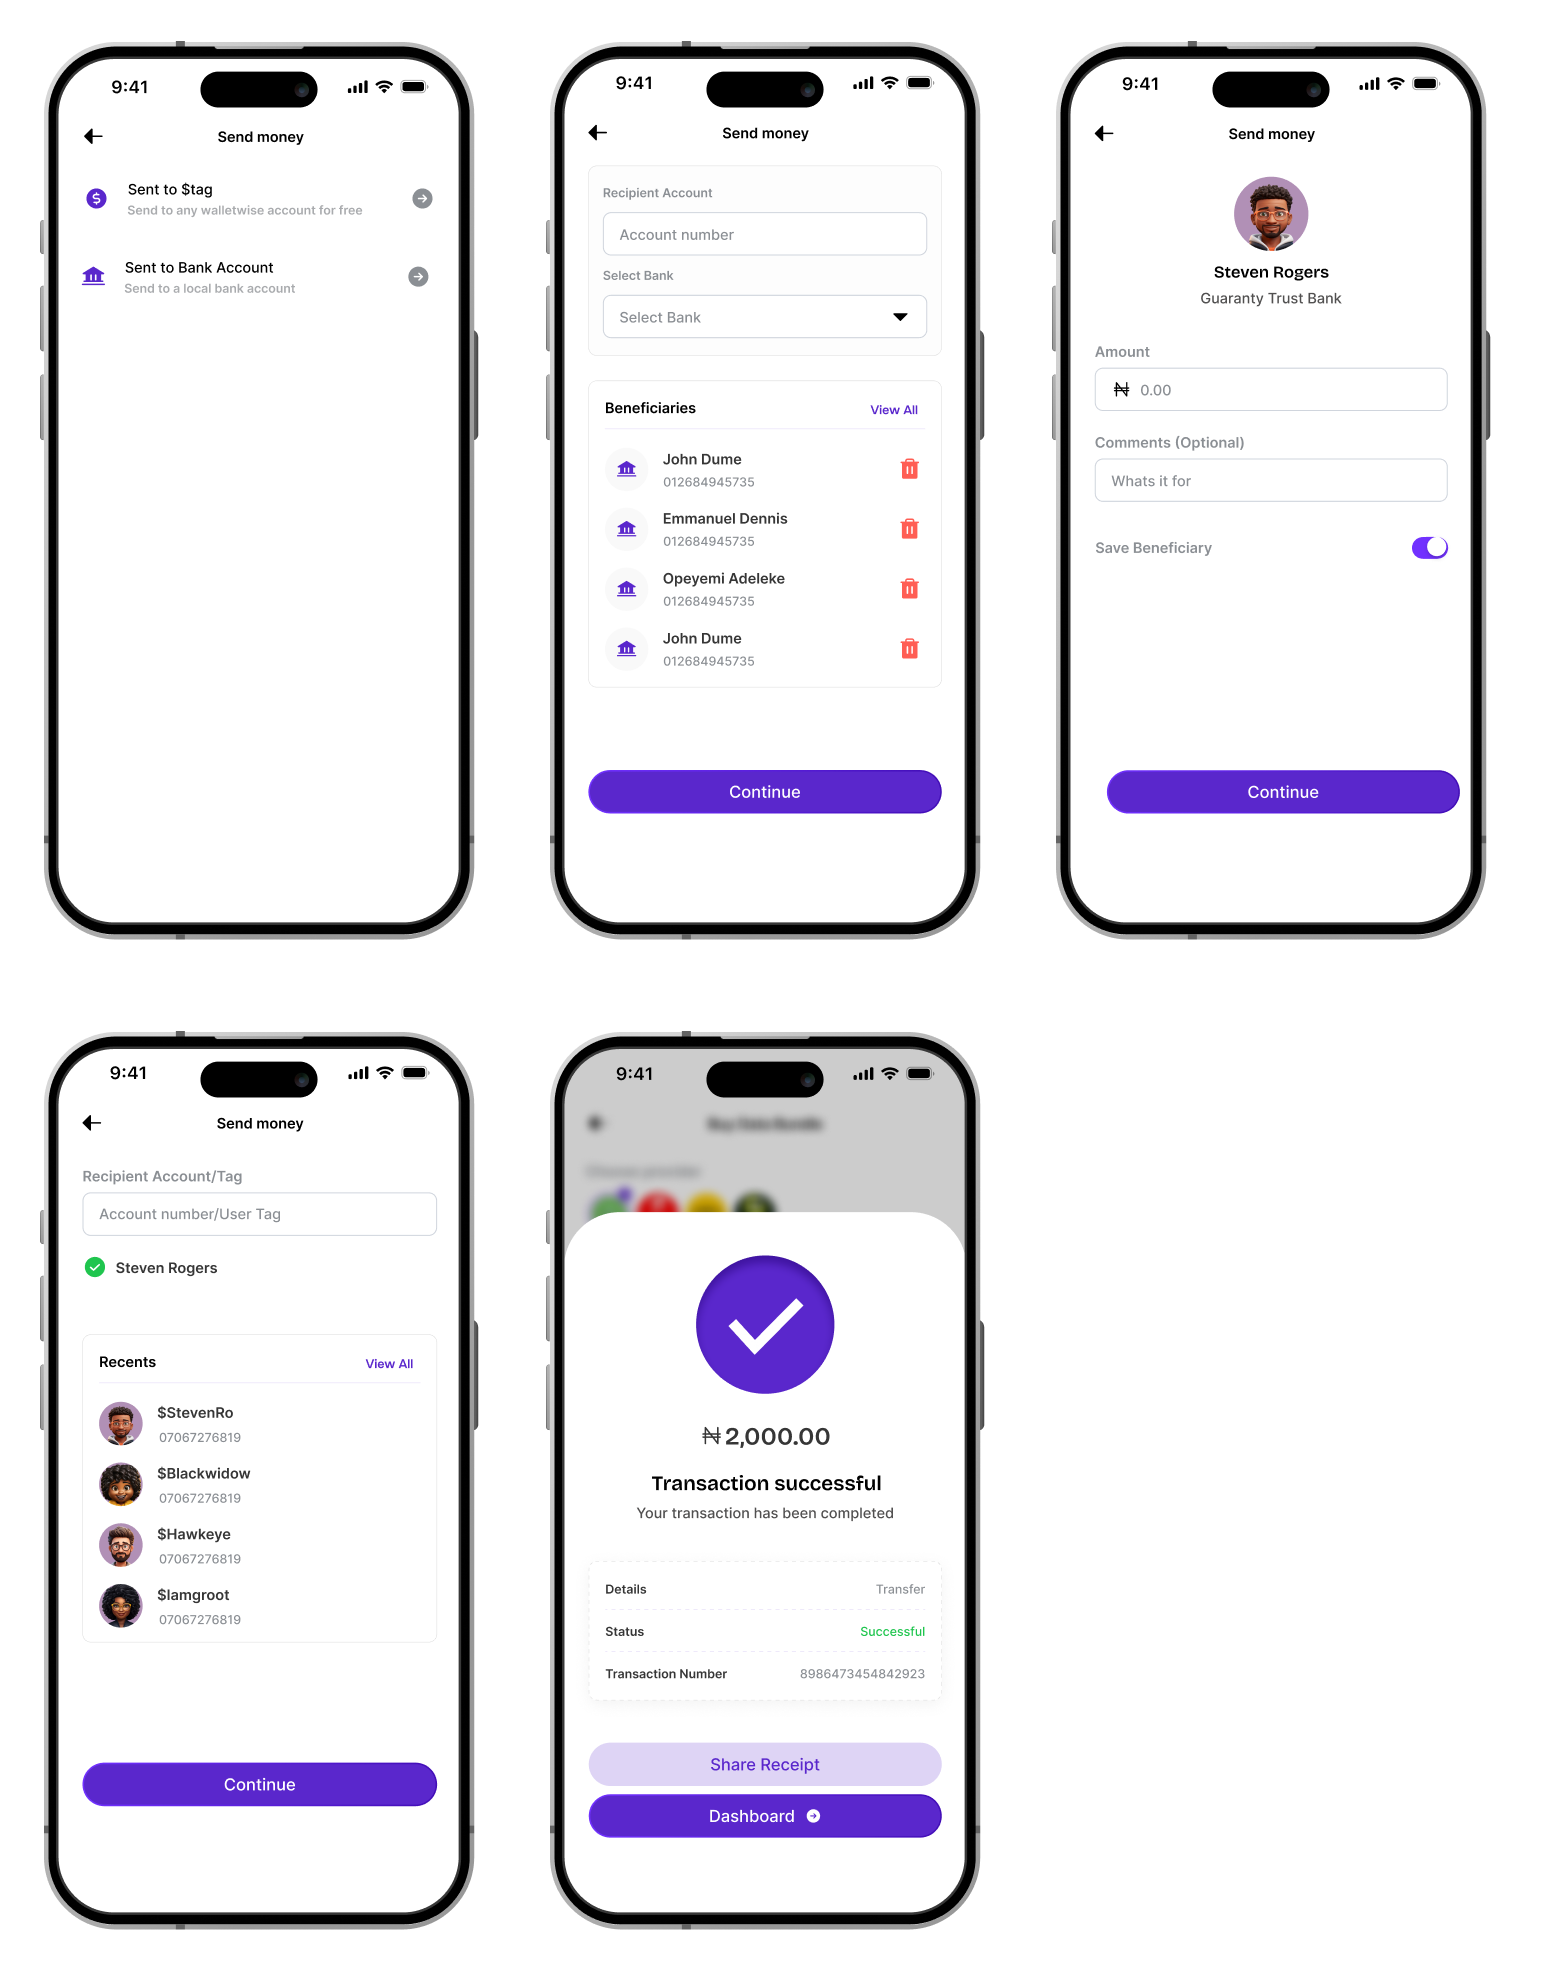 9:41
Send money
Sent to $tag
Send to any walletwise account for free
Sent to Bank Account
Send to a local bank account
9:41
Send money
Recipient Account
Account number
Select Bank
Select Bank
Beneficiaries
View All
John Dume
012684945735
Emmanuel Dennis
012684945735
Opeyemi Adeleke
012684945735
John Dume
012684945735
Continue
9:41
Send money
Steven Rogers
Guaranty Trust Bank
Amount
₦ 0.00
Comments (Optional)
Whats it for
Save Beneficiary
Continue
9:41
Send money
Recipient Account/Tag
Account number/User Tag
Steven Rogers
Recents
View All
$StevenRo
07067276819
$Blackwidow
07067276819
$Hawkeye
07067276819
$Iamgroot
07067276819
Continue
9:41
Buy Data Bundle
Choose provider
₦2,000.00
Transaction successful
Your transaction has been completed
Details
Transfer
Status
Successful
Transaction Number
8986473454842923
Share Receipt
Dashboard